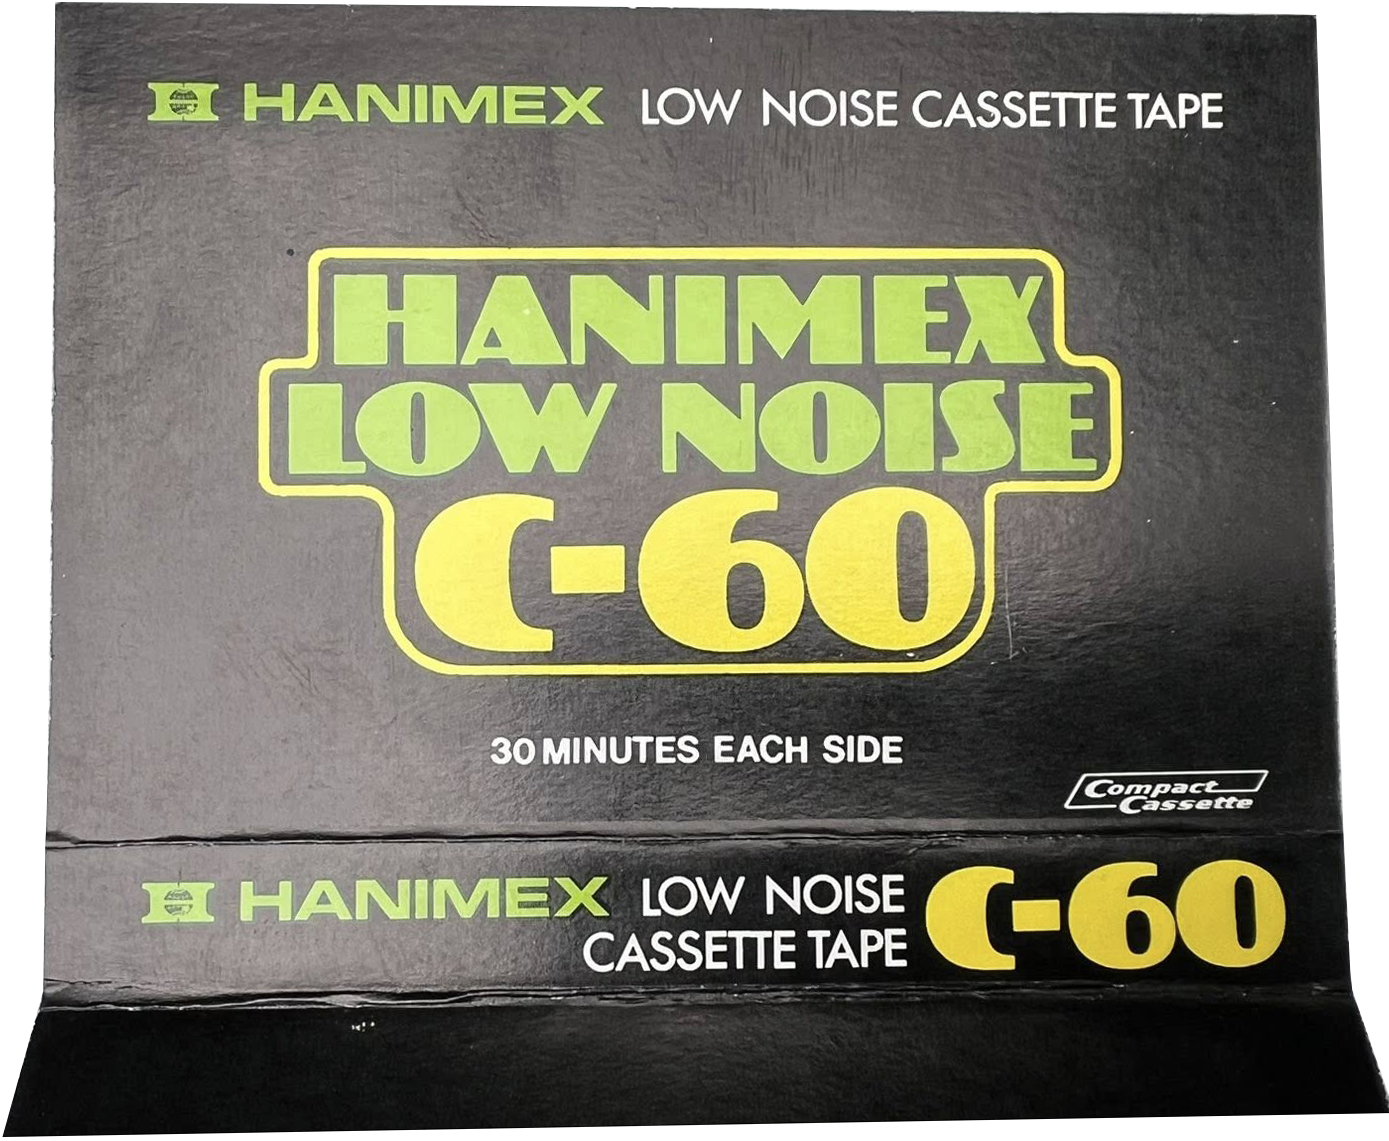 HANIMEX LOW NOISE CASSETTE TAPE
HANIMEX
LOW NOISE
C-60
30 MINUTES EACH SIDE
Compact
Cassette
HANIMEX LOW NOISE C-60
CASSETTE TAPE